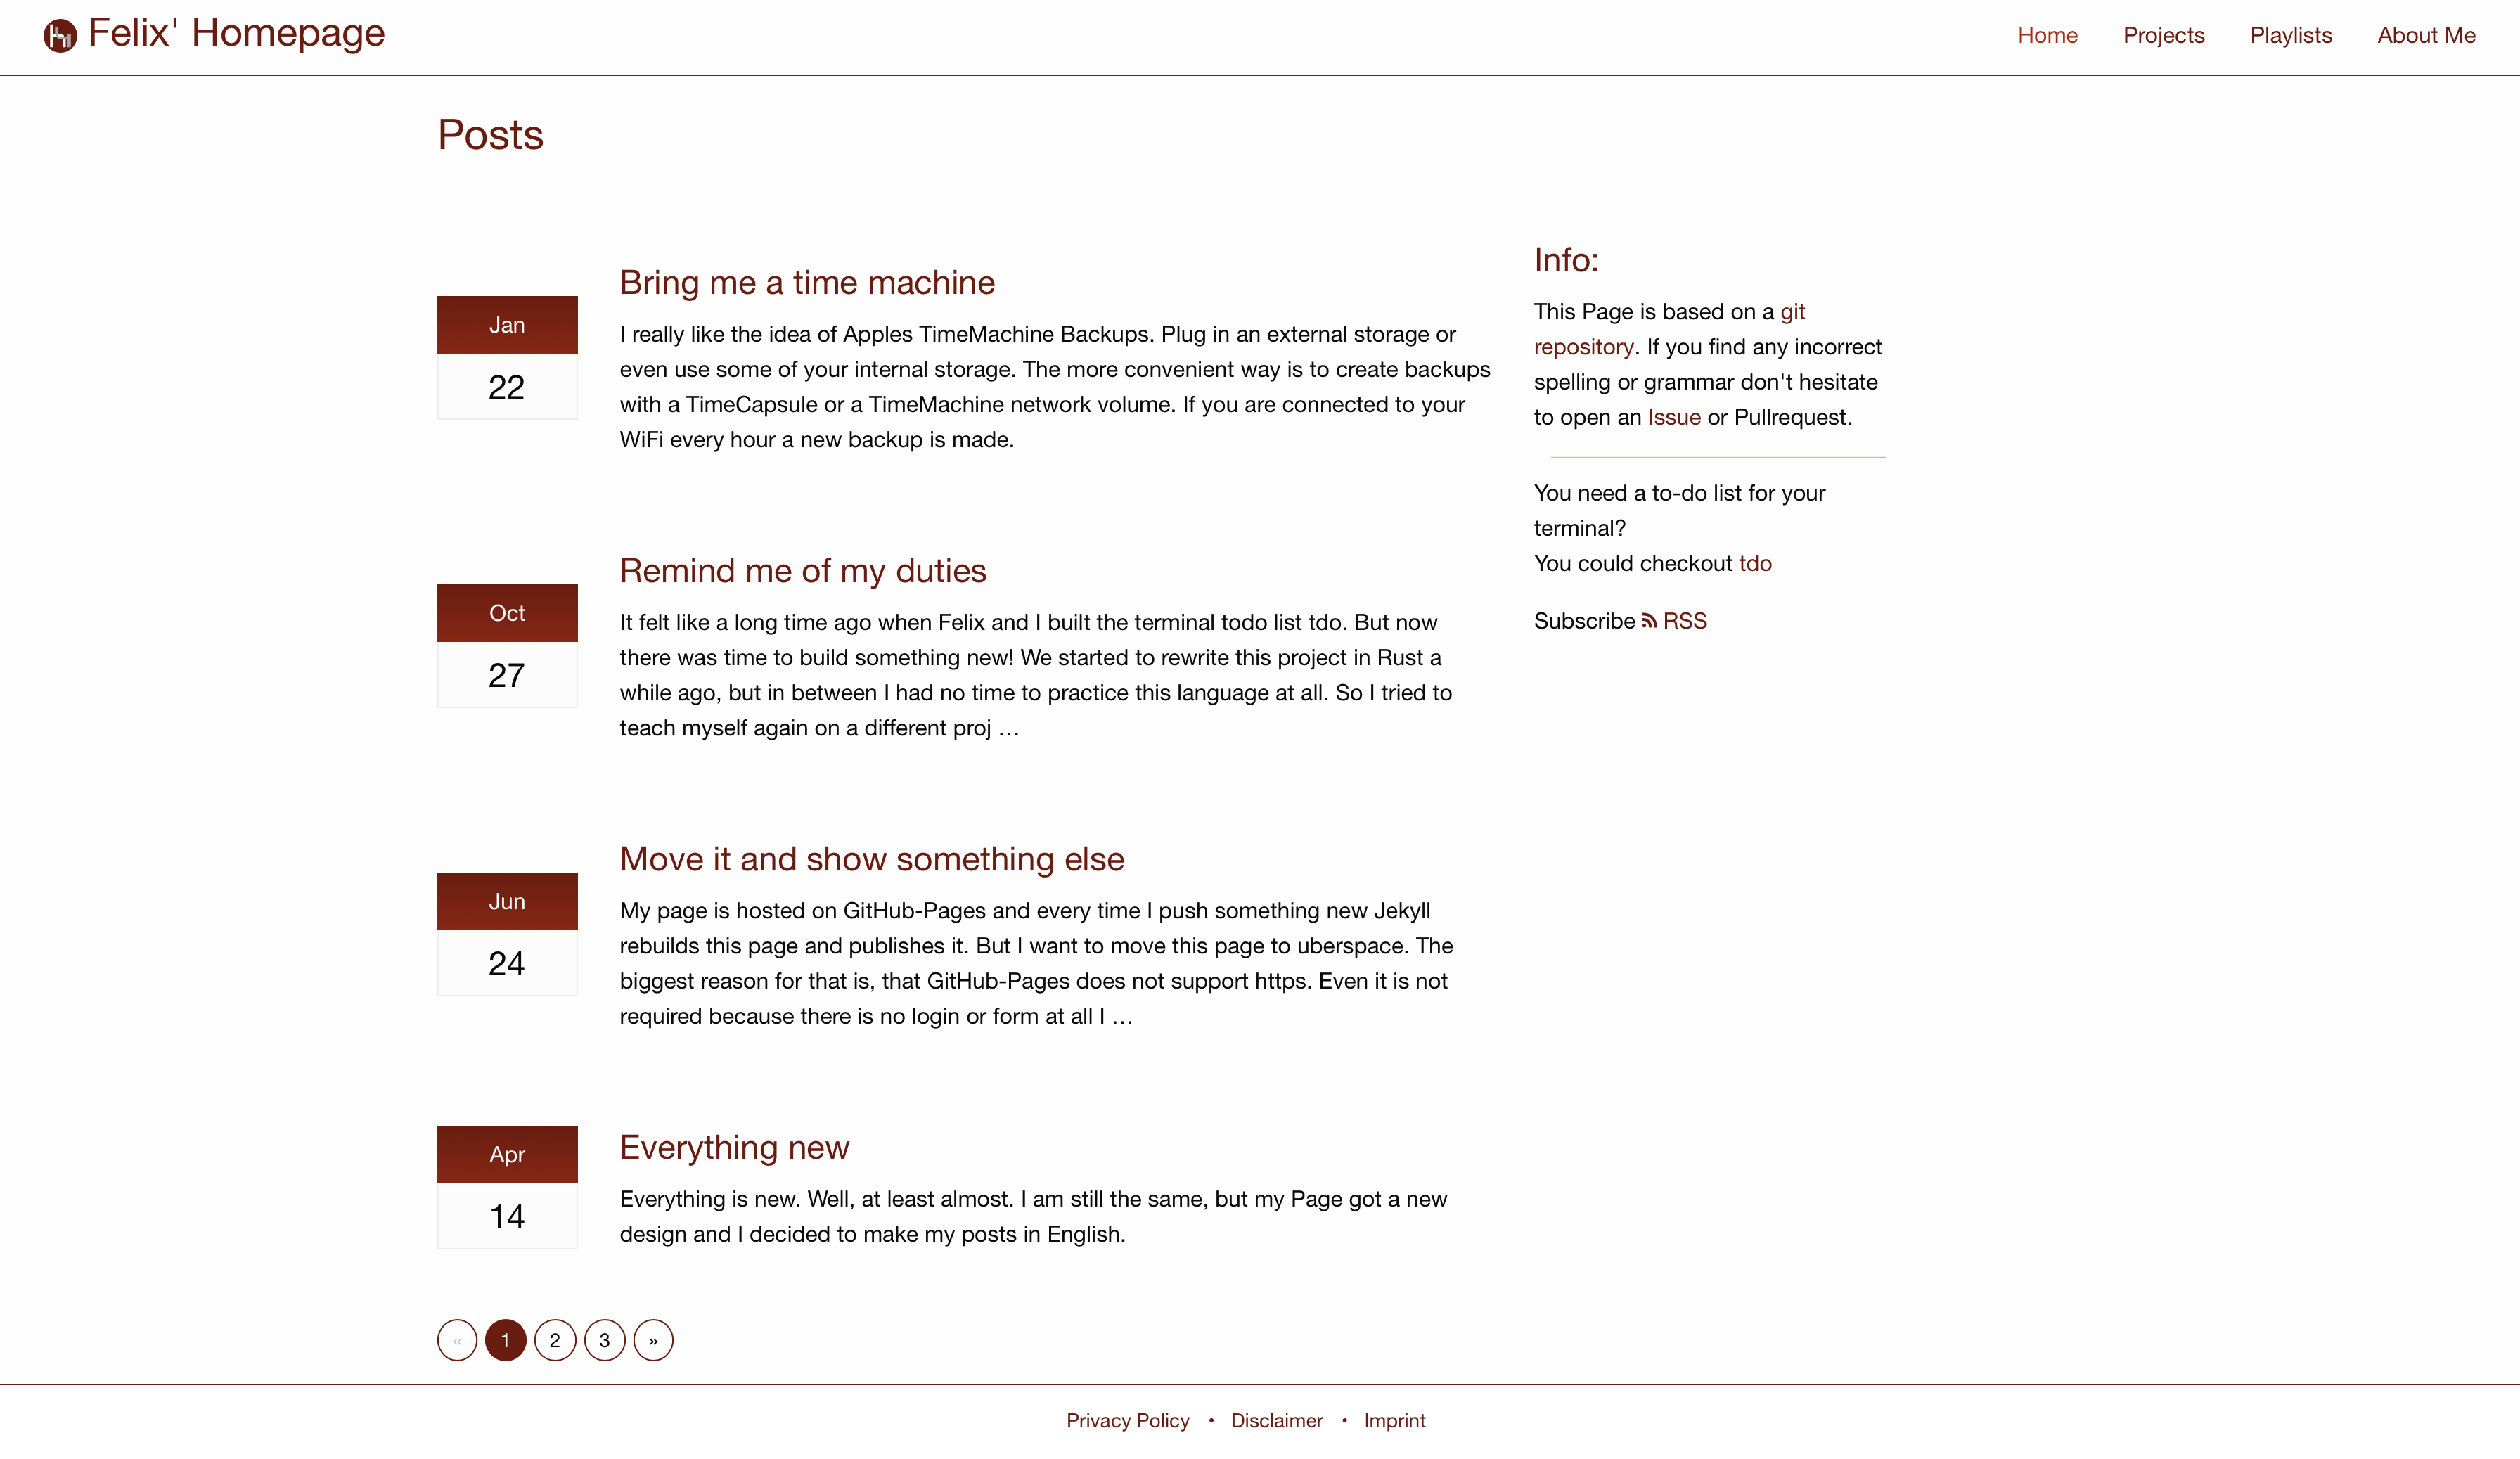 Felix' Homepage
Home
Projects
Playlists
About Me
Posts
Jan
22
Bring me a time machine
I really like the idea of Apples TimeMachine Backups. Plug in an external storage or
even use some of your internal storage. The more convenient way is to create backups
with a TimeCapsule or a TimeMachine network volume. If you are connected to your
WiFi every hour a new backup is made.
Oct
27
Remind me of my duties
It felt like a long time ago when Felix and I built the terminal todo list tdo. But now
there was time to build something new! We started to rewrite this project in Rust a
while ago, but in between I had no time to practice this language at all. So I tried to
teach myself again on a different proj …
Jun
24
Move it and show something else
My page is hosted on GitHub-Pages and every time I push something new Jekyll
rebuilds this page and publishes it. But I want to move this page to uberspace. The
biggest reason for that is, that GitHub-Pages does not support https. Even it is not
required because there is no login or form at all I …
Apr
14
Everything new
Everything is new. Well, at least almost. I am still the same, but my Page got a new
design and I decided to make my posts in English.
Info:
This Page is based on a git
repository. If you find any incorrect
spelling or grammar don't hesitate
to open an Issue or Pullrequest.
You need a to-do list for your
terminal?
You could checkout tdo
Subscribe RSS
« 1 2 3 »
Privacy Policy • Disclaimer • Imprint